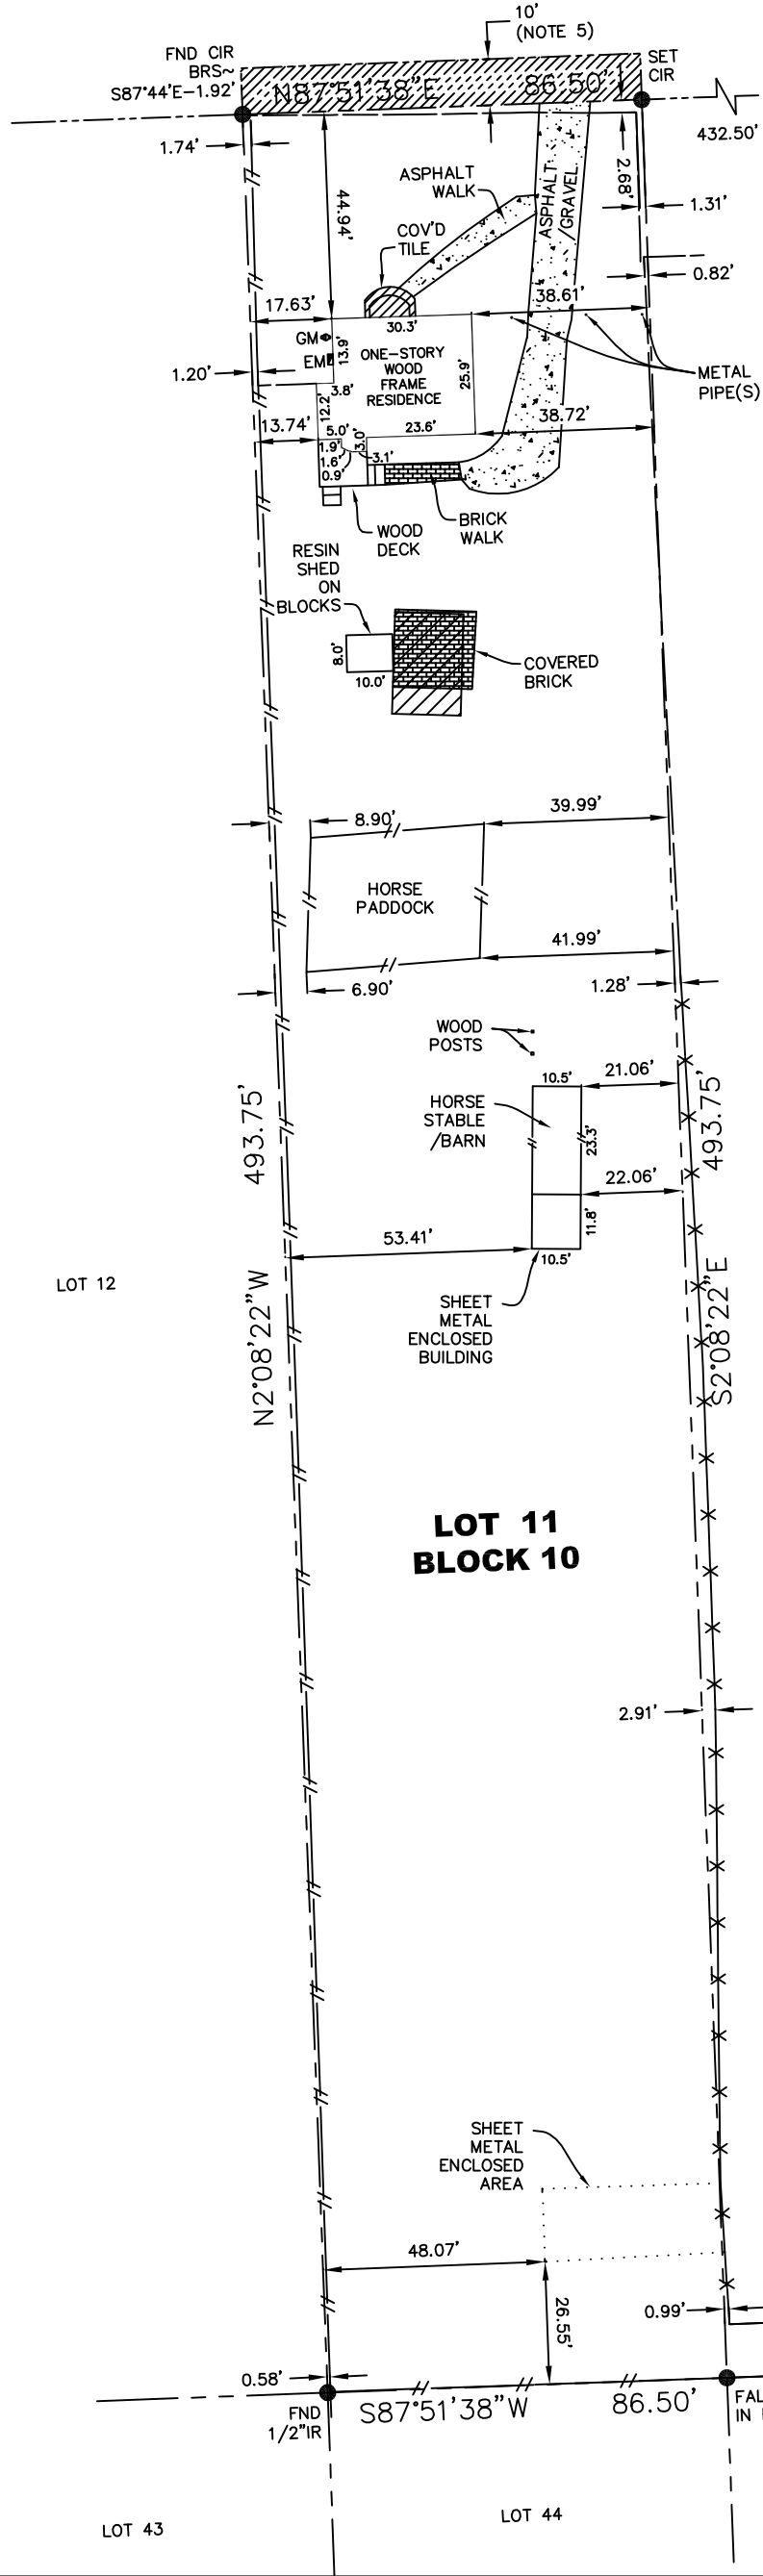 10'
(NOTE 5)
FND CIR
BRS~
S87°44'E-1.92'
SET
CIR
N87°51'38"E
86.50'
432.50'
1.74'
44.94'
ASPHALT
WALK
ASPHALT
/GRAVEL
2.68'
1.31'
COV'D
TILE
0.82'
17.63'
38.61'
30.3'
GM
EM
13.9'
ONE-STORY
WOOD
FRAME
RESIDENCE
25.9'
1.20'
METAL
PIPE(S)
3.8'
12.2'
13.74'
5.0'
23.6'
38.72'
1.9'
3.0'
1.6'
3.1'
0.9'
WOOD
DECK
BRICK
WALK
RESIN
SHED
ON
BLOCKS
8.0'
10.0'
COVERED
BRICK
8.90'
39.99'
HORSE
PADDOCK
41.99'
6.90'
1.28'
WOOD
POSTS
10.5'
21.06'
HORSE
STABLE
/BARN
23.3'
493.75'
493.75'
22.06'
11.8'
53.41'
10.5'
LOT 12
SHEET
METAL
ENCLOSED
BUILDING
N2°08'22"W
S2°08'22"E
LOT 11
BLOCK 10
2.91'
SHEET
METAL
ENCLOSED
AREA
48.07'
26.55'
0.99'
0.58'
FND
1/2"IR
S87°51'38"W
86.50'
FAL
IN
LOT 43
LOT 44